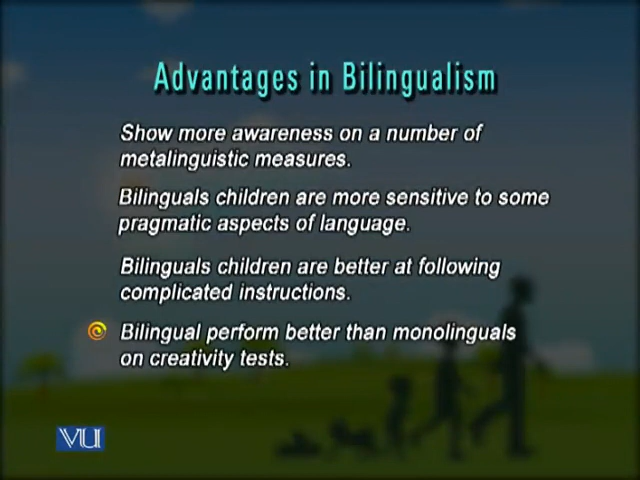 Advantages in Bilingualism
Show more awareness on a number of
metalinguistic measures.
Bilinguals children are more sensitive to some
pragmatic aspects of language.
Bilinguals children are better at following
complicated instructions.
Bilingual perform better than monolinguals
on creativity tests.
VU